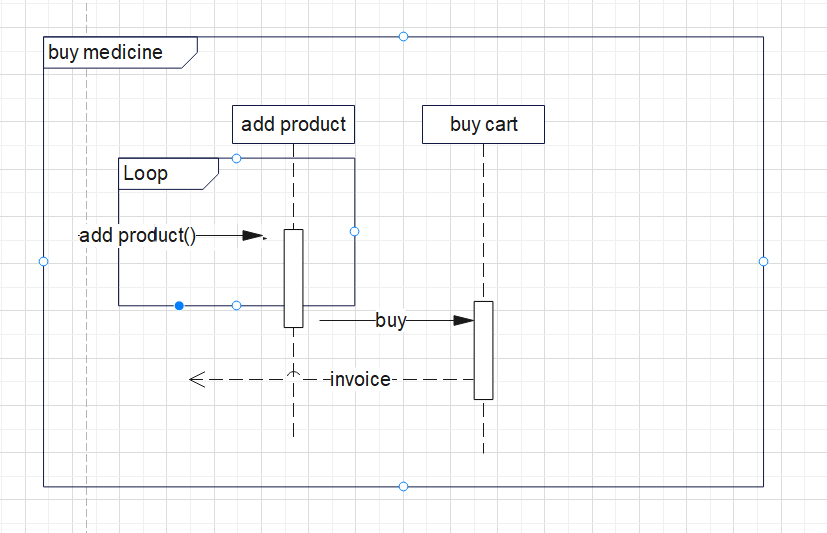 buy medicine
add product
buy cart
Loop
add product()
buy
invoice